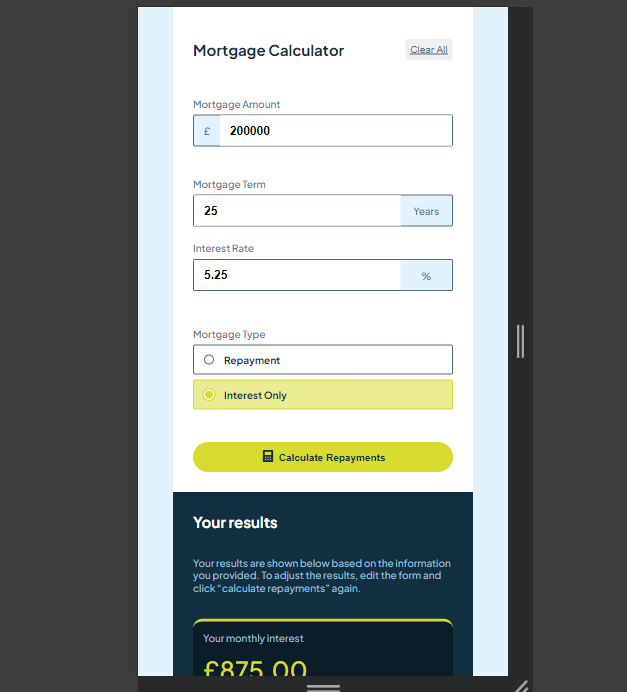 Mortgage Calculator
Clear All
Mortgage Amount
£ 200000
Mortgage Term
25 Years
Interest Rate
5.25 %
Mortgage Type
Repayment
Interest Only
Calculate Repayments
Your results
Your results are shown below based on the information
you provided. To adjust the results, edit the form and
click “calculate repayments” again.
Your monthly interest
£875.00